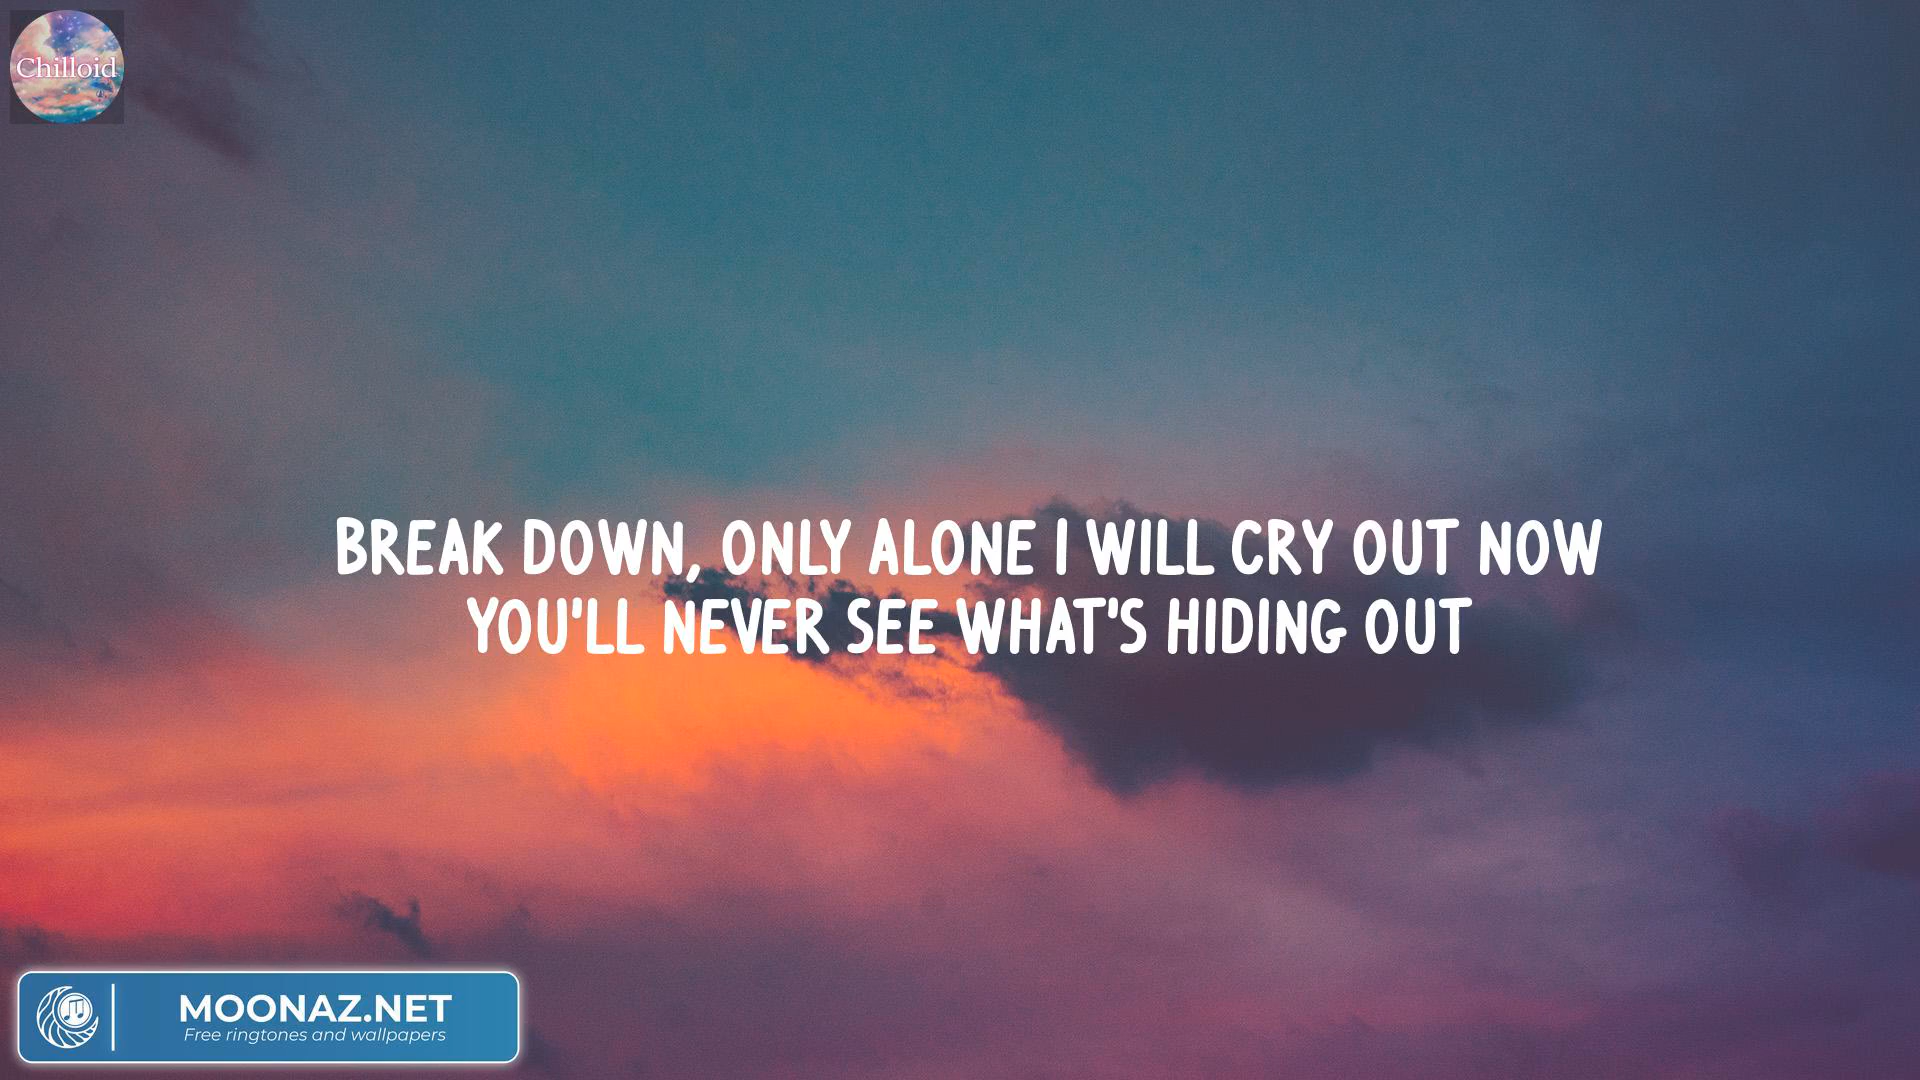 Chilloid
BREAK DOWN, ONLY ALONE I WILL CRY OUT NOW
YOU'LL NEVER SEE WHAT'S HIDING OUT
MOONAZ.NET
Free ringtones and wallpapers